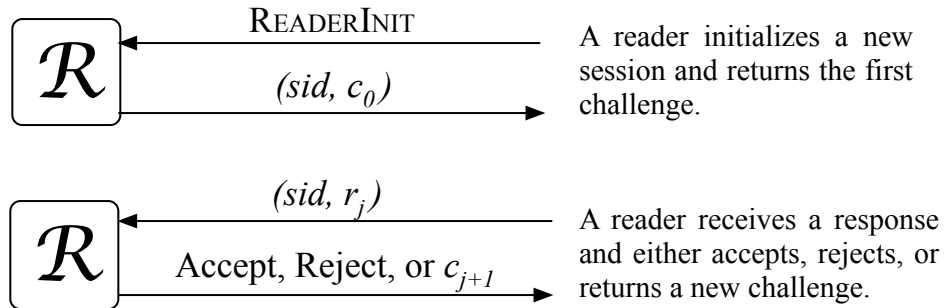 READERINIT
ℛ
(sid, c₀)
A reader initializes a new
session and returns the first
challenge.
(sid, rⱼ)
ℛ
Accept, Reject, or cⱼ₊₁
A reader receives a response
and either accepts, rejects, or
returns a new challenge.